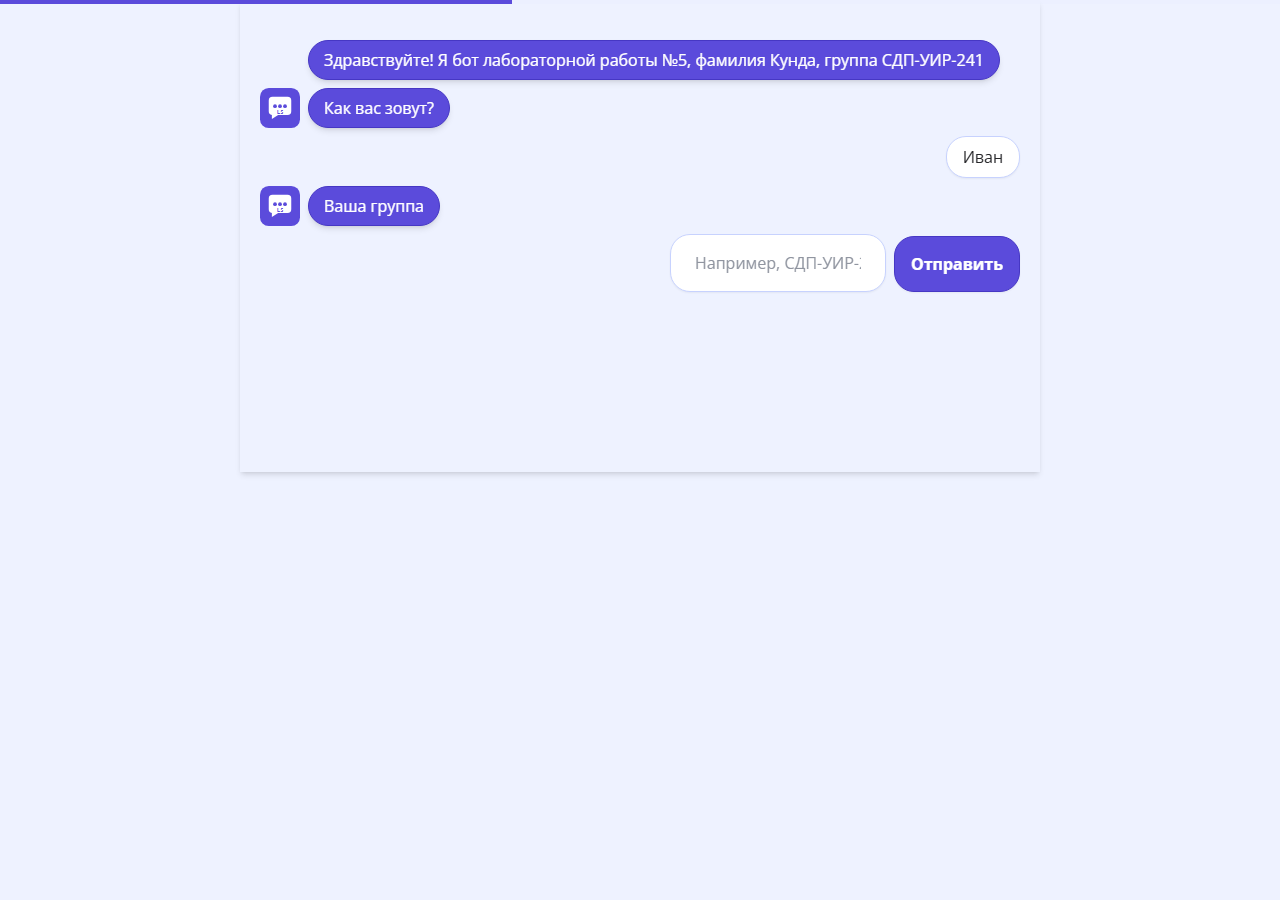 Здравствуйте! Я бот лабораторной работы №5, фамилия Кунда, группа СДП-УИР-241
Как вас зовут?
Иван
Ваша группа
Например, СДП-УИР-
Отправить